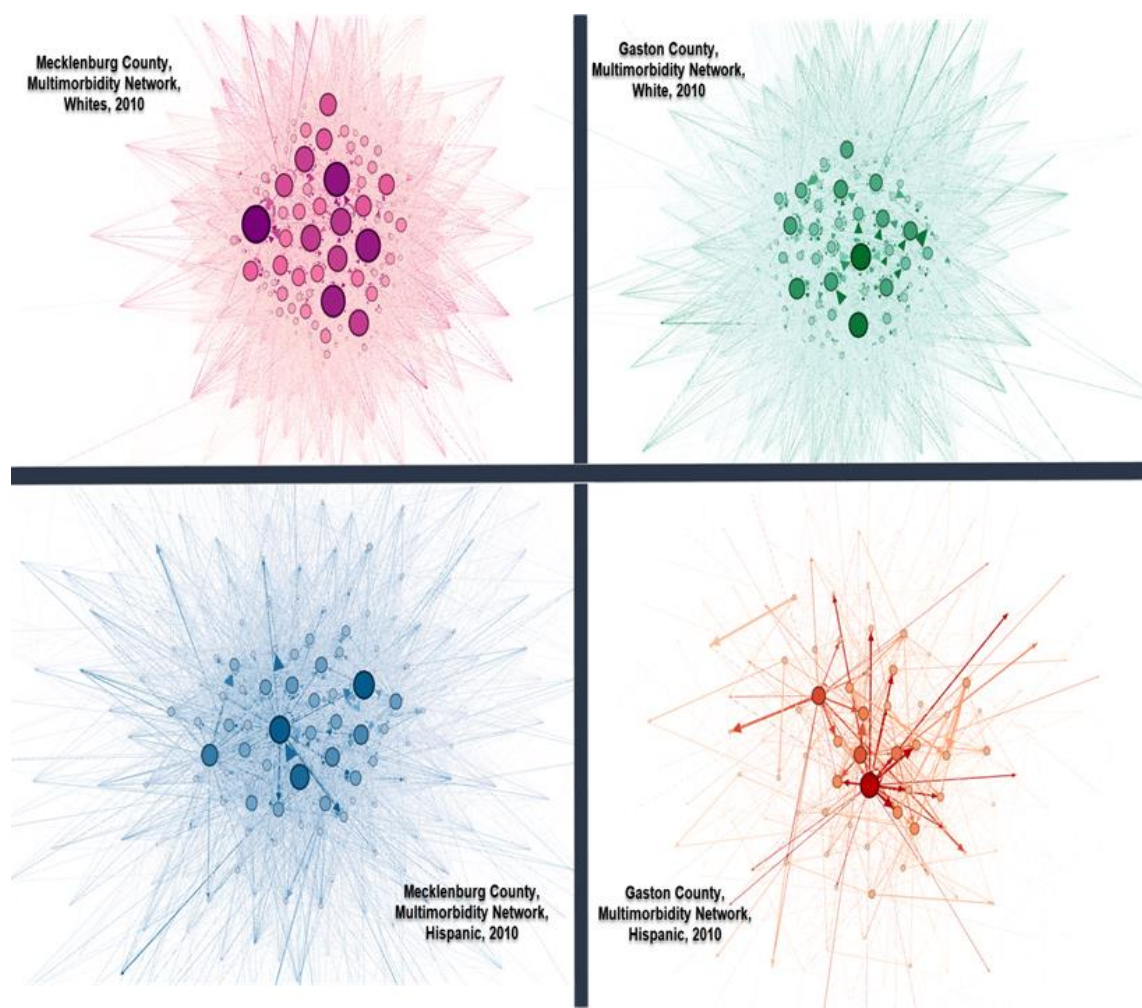 Mecklenburg County,
Multimorbidity Network,
Whites, 2010
Gaston County,
Multimorbidity Network,
White, 2010
Mecklenburg County,
Multimorbidity Network,
Hispanic, 2010
Gaston County,
Multimorbidity Network,
Hispanic, 2010